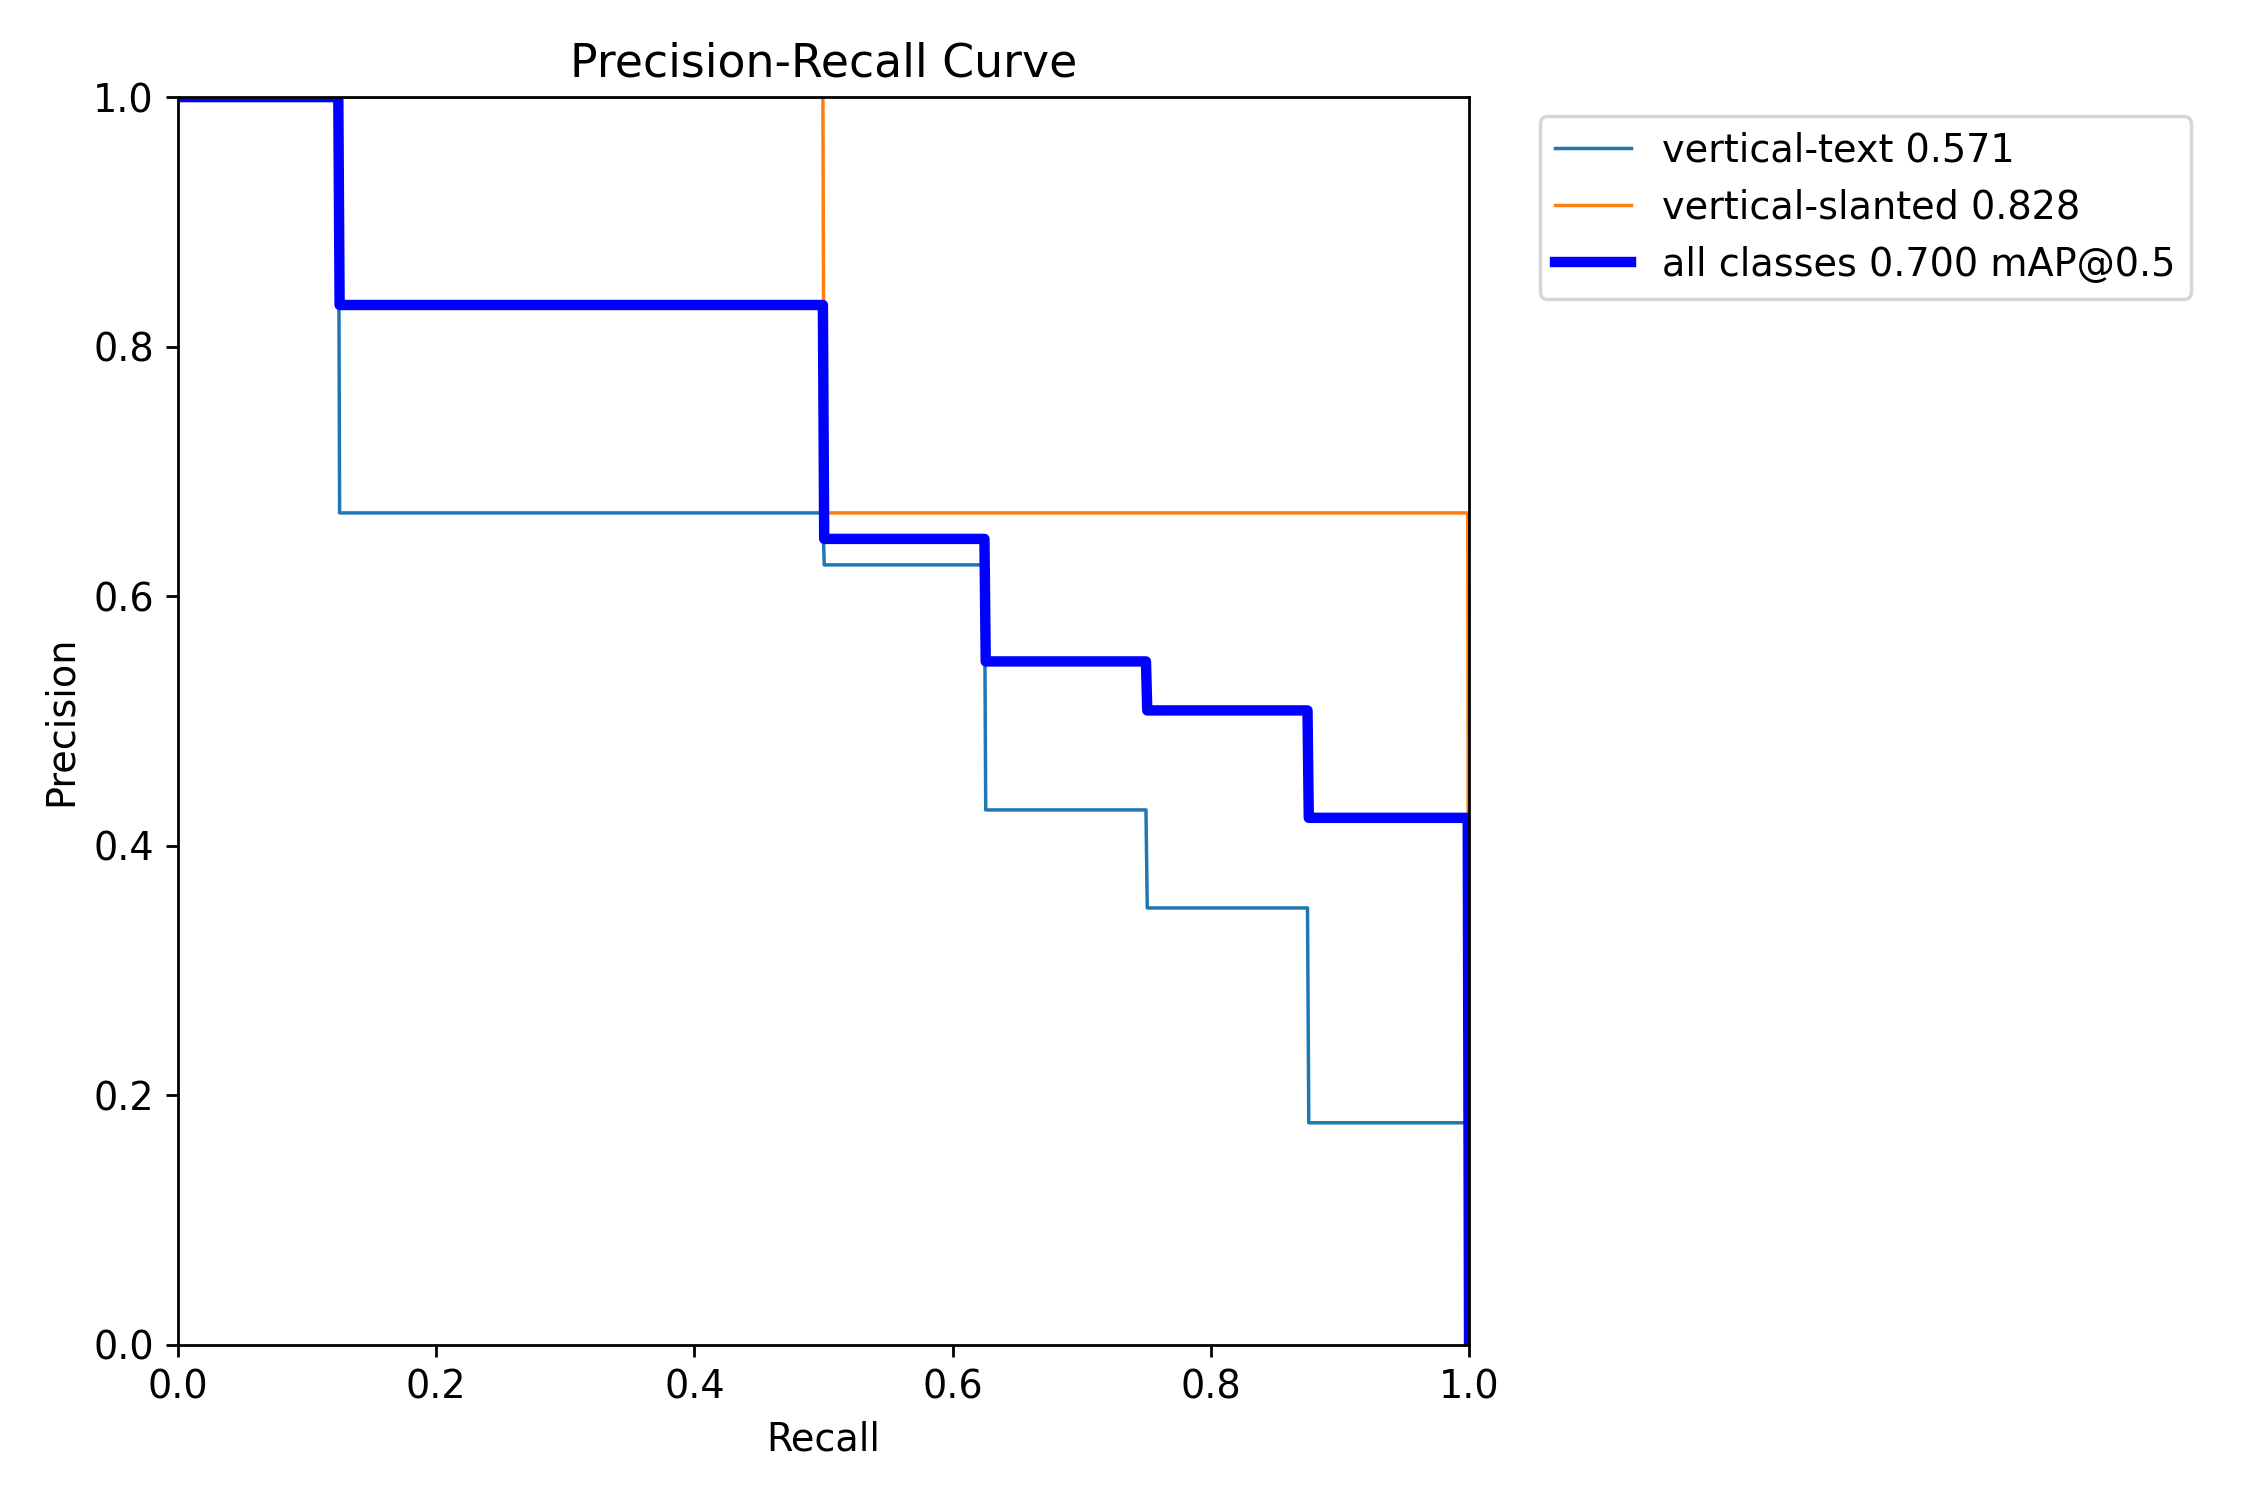 Precision-Recall Curve
1.0
0.8
0.6
0.4
0.2
0.0
Precision
0.0 0.2 0.4 0.6 0.8 1.0
Recall
vertical-text 0.571
vertical-slanted 0.828
all classes 0.700 mAP@0.5